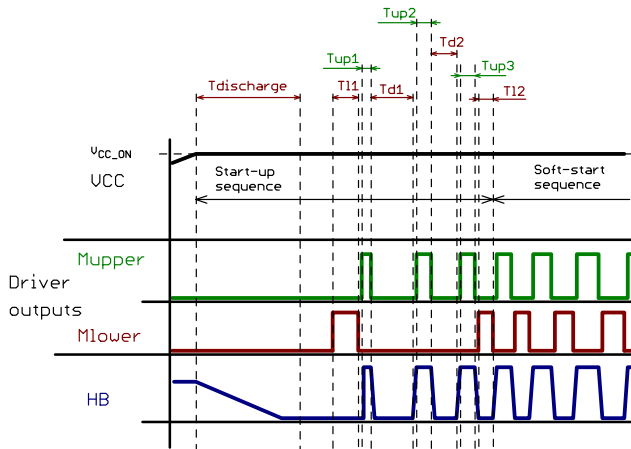 Tup2
Td2
Tup1
Tup3
Tdischarge
Tl1
Td1
Tl2
VCC_ON
VCC
Start-up
sequence
Soft-start
sequence
Mupper
Driver
outputs
Mlower
HB